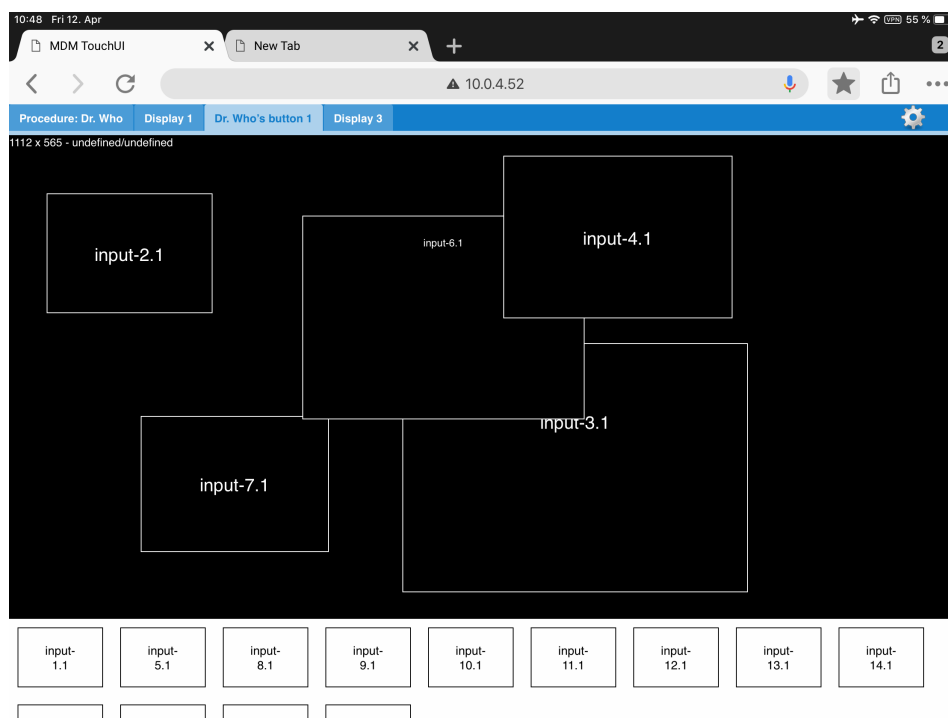 10:48 Fri 12. Apr
VPN 55 %
MDM TouchUI
New Tab
2
10.0.4.52
Procedure: Dr. Who
Display 1
Dr. Who's button 1
Display 3
1112 x 565 - undefined/undefined
input-4.1
input-6.1
input-2.1
input-3.1
input-7.1
input-
1.1
input-
5.1
input-
8.1
input-
9.1
input-
10.1
input-
11.1
input-
12.1
input-
13.1
input-
14.1